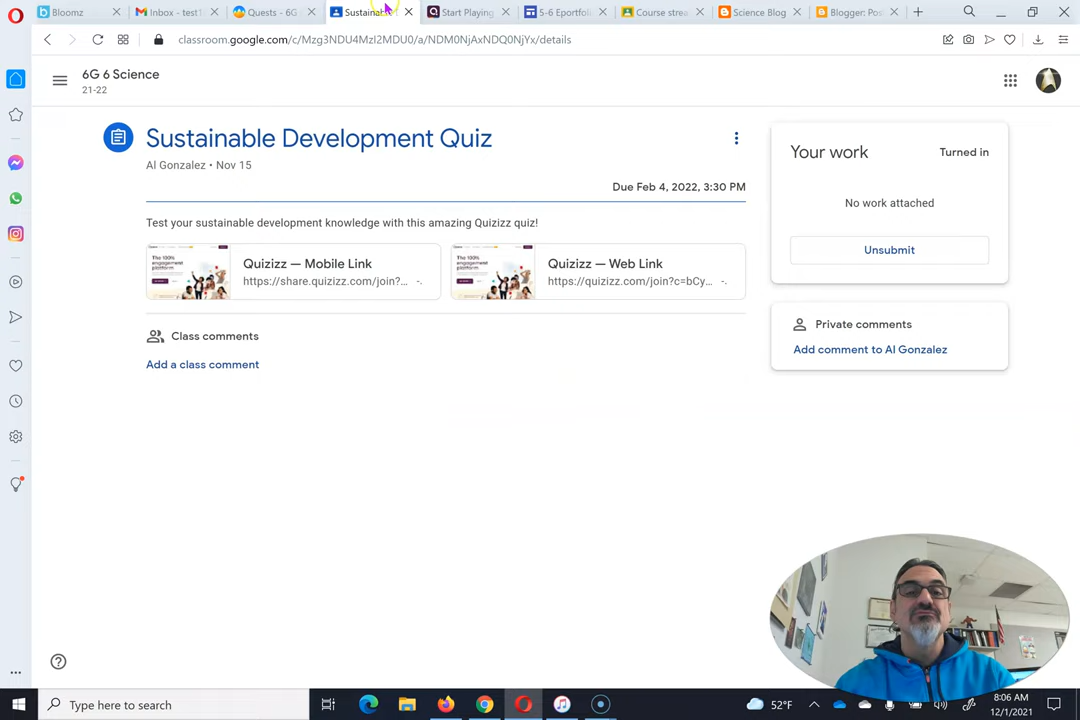 Bloomz
Inbox - test1
Quests - 6G
Sustainable
Start Playing
5-6 Eportfoli
Course strea
Science Blog
Blogger: Pos
classroom.google.com/c/Mzg3NDU4MzI2MDU0/a/NDM0NjAxNDQ0NjYx/details
6G 6 Science
21-22
Sustainable Development Quiz
Al Gonzalez • Nov 15
Due Feb 4, 2022, 3:30 PM
Test your sustainable development knowledge with this amazing Quizizz quiz!
Quizizz — Mobile Link
https://share.quizizz.com/join?...
Quizizz — Web Link
https://quizizz.com/join?c=bCy...
Class comments
Add a class comment
Your work
Turned in
No work attached
Unsubmit
Private comments
Add comment to Al Gonzalez
Type here to search
52°F
8:06 AM
12/1/2021